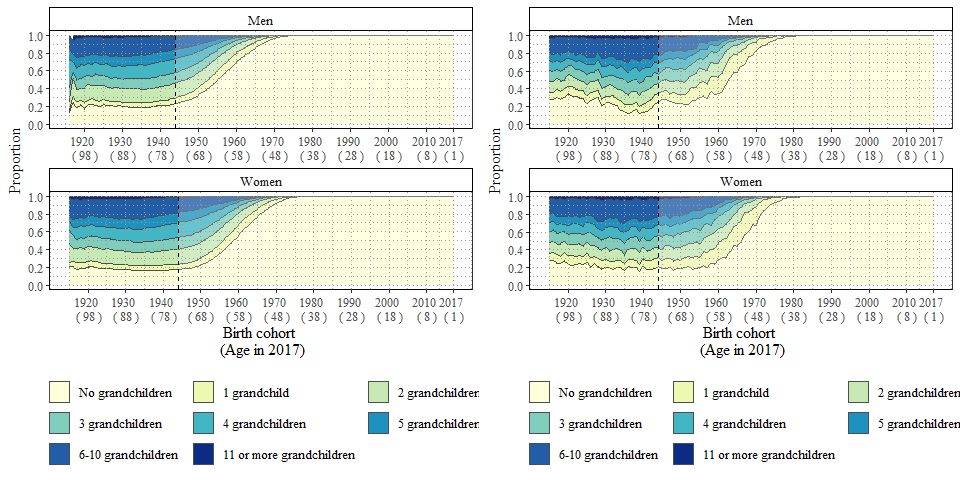 Men
Proportion
1.0
0.8
0.6
0.4
0.2
0.0
1920 1930 1940 1950 1960 1970 1980 1990 2000 2010 2017
( 98) ( 88) ( 78) ( 68) ( 58) ( 48) ( 38) ( 28) ( 18) ( 8) ( 1)
Women
1.0
0.8
0.6
0.4
0.2
0.0
1920 1930 1940 1950 1960 1970 1980 1990 2000 2010 2017
( 98) ( 88) ( 78) ( 68) ( 58) ( 48) ( 38) ( 28) ( 18) ( 8) ( 1)
Birth cohort
(Age in 2017)
No grandchildren 1 grandchild 2 grandchildren
3 grandchildren 4 grandchildren 5 grandchildren
6-10 grandchildren 11 or more grandchildren
Men
Proportion
1.0
0.8
0.6
0.4
0.2
0.0
1920 1930 1940 1950 1960 1970 1980 1990 2000 2010 2017
( 98) ( 88) ( 78) ( 68) ( 58) ( 48) ( 38) ( 28) ( 18) ( 8) ( 1)
Women
1.0
0.8
0.6
0.4
0.2
0.0
1920 1930 1940 1950 1960 1970 1980 1990 2000 2010 2017
( 98) ( 88) ( 78) ( 68) ( 58) ( 48) ( 38) ( 28) ( 18) ( 8) ( 1)
Birth cohort
(Age in 2017)
No grandchildren 1 grandchild 2 grandchildren
3 grandchildren 4 grandchildren 5 grandchildren
6-10 grandchildren 11 or more grandchildren